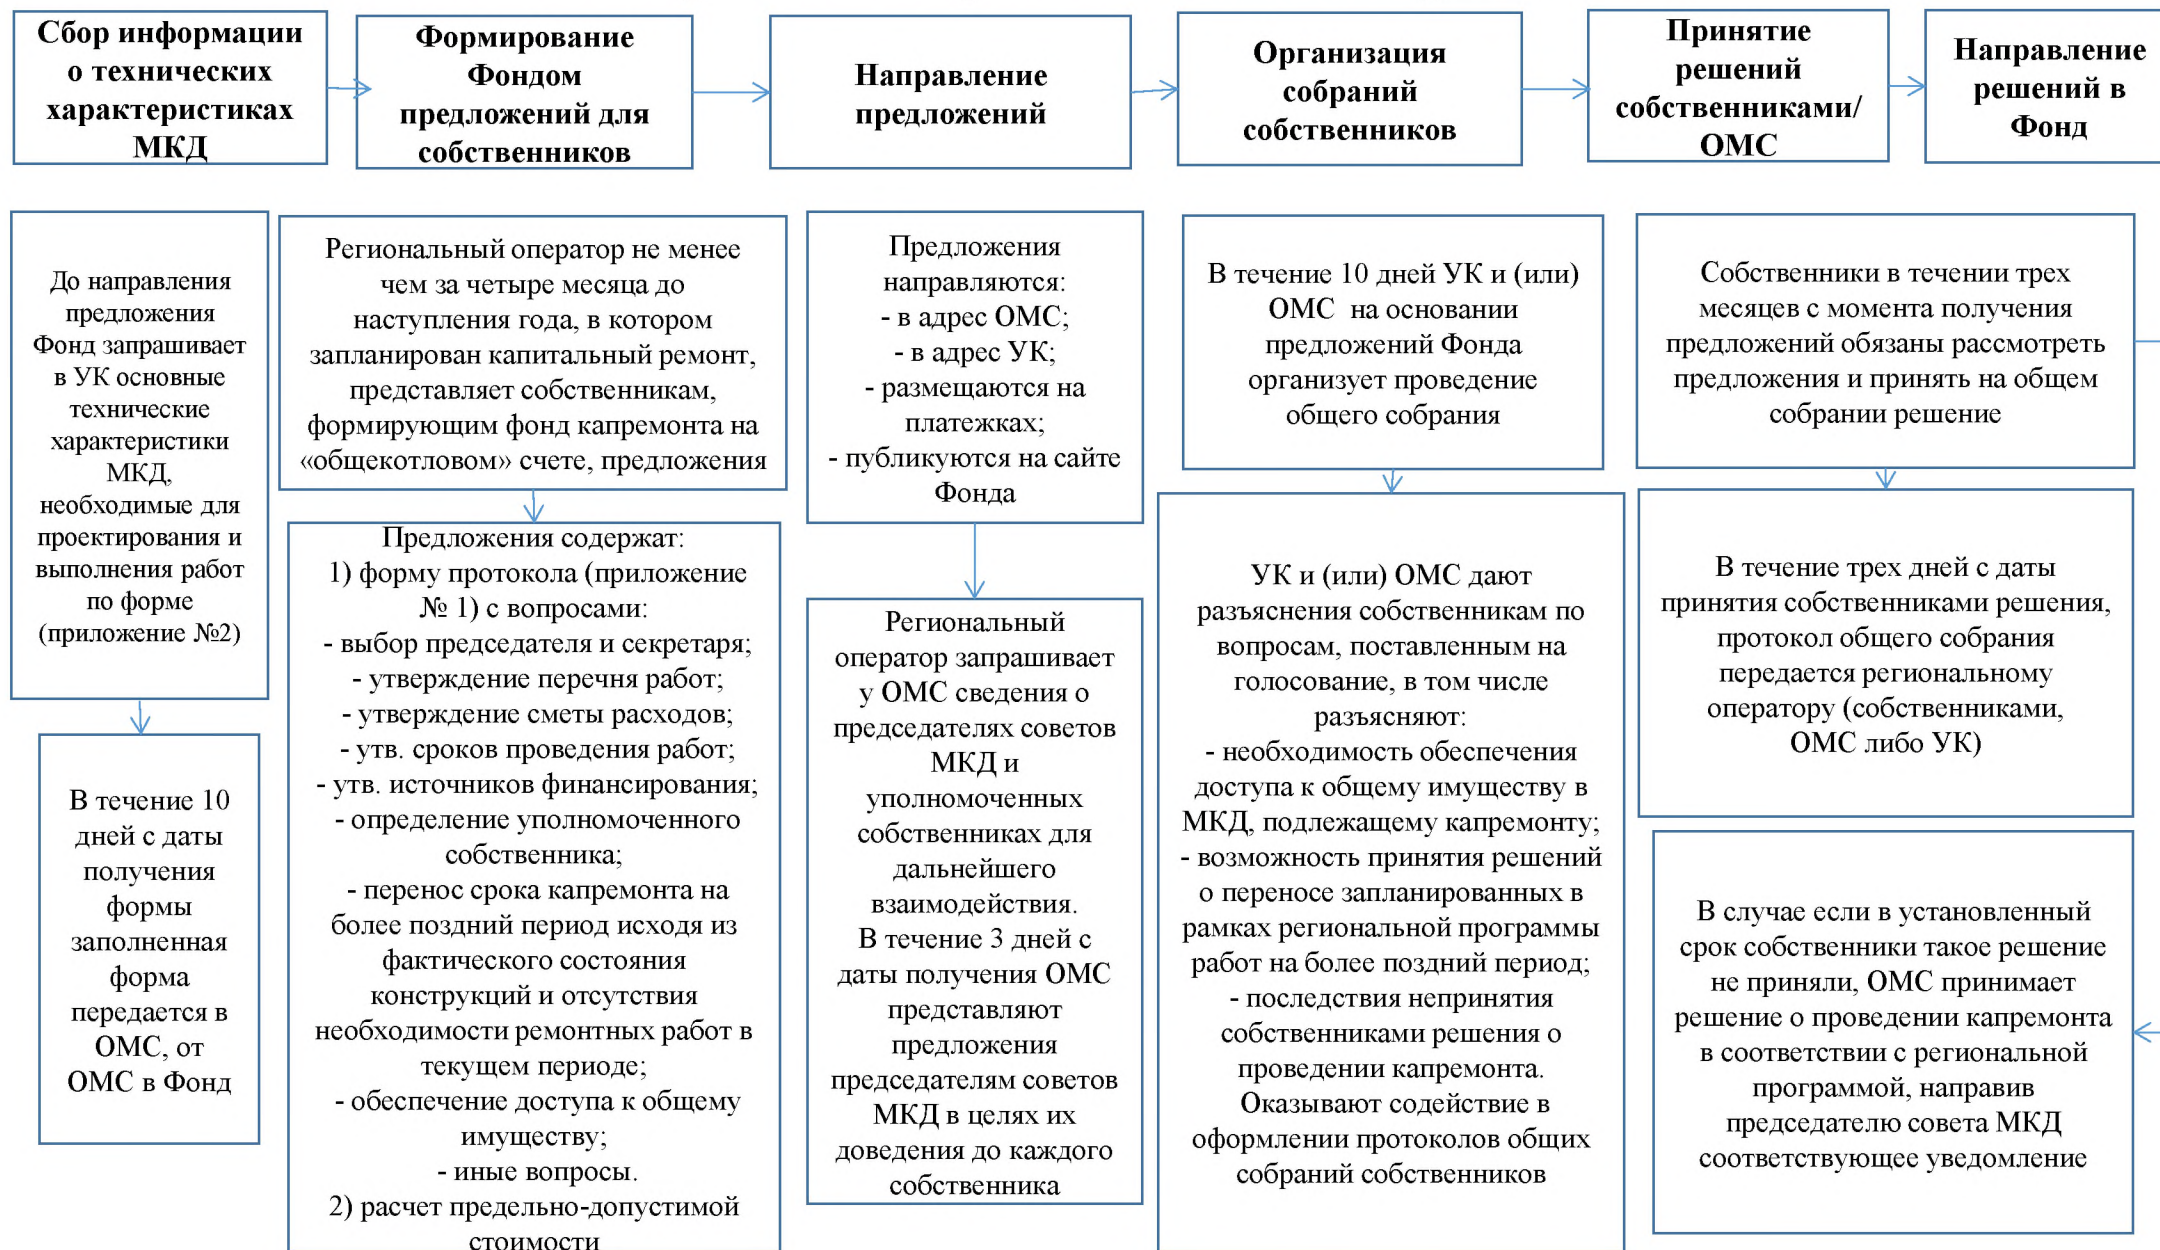 Сбор информации
о технических
характеристиках
МКД
Формирование
Фондом
предложений для
собственников
Направление
предложений
Организация
собраний
собственников
Принятие
решений
собственниками/
ОМС
Направление
решений в
Фонд
До направления
предложения
Фонд запрашивает
в УК основные
технические
характеристики
МКД,
необходимые для
проектирования и
выполнения работ
по форме
(приложение №2)
В течение 10
дней с даты
получения
формы
заполненная
форма
передается в
ОМС, от
ОМС в Фонд
Региональный оператор не менее
чем за четыре месяца до
наступления года, в котором
запланирован капитальный ремонт,
представляет собственникам,
формирующим фонд капремонта на
«общекотловом» счете, предложения
Предложения содержат:
1) форму протокола (приложение
№ 1) с вопросами:
- выбор председателя и секретаря;
- утверждение перечня работ;
- утверждение сметы расходов;
- утв. сроков проведения работ;
- утв. источников финансирования;
- определение уполномоченного
собственника;
- перенос срока капремонта на
более поздний период исходя из
фактического состояния
конструкций и отсутствия
необходимости ремонтных работ в
текущем периоде;
- обеспечение доступа к общему
имуществу;
- иные вопросы.
2) расчет предельно-допустимой
стоимости
Предложения
направляются:
- в адрес ОМС;
- в адрес УК;
- размещаются на
платежках;
- публикуются на сайте
Фонда
Региональный
оператор запрашивает
у ОМС сведения о
председателях советов
МКД и
уполномоченных
собственниках для
дальнейшего
взаимодействия.
В течение 3 дней с
даты получения ОМС
представляют
предложения
председателям советов
МКД в целях их
доведения до каждого
собственника
В течение 10 дней УК и (или)
ОМС на основании
предложений Фонда
организует проведение
общего собрания
УК и (или) ОМС дают
разъяснения собственникам по
вопросам, поставленным на
голосование, в том числе
разъясняют:
- необходимость обеспечения
доступа к общему имуществу в
МКД, подлежащему капремонту;
- возможность принятия решений
о переносе запланированных в
рамках региональной программы
работ на более поздний период;
- последствия непринятия
собственниками решения о
проведении капремонта.
Оказывают содействие в
оформлении протоколов общих
собраний собственников
Собственники в течении трех
месяцев с момента получения
предложений обязаны рассмотреть
предложения и принять на общем
собрании решение
В течение трех дней с даты
принятия собственниками решения,
протокол общего собрания
передается региональному
оператору (собственниками,
ОМС либо УК)
В случае если в установленный
срок собственники такое решение
не приняли, ОМС принимает
решение о проведении капремонта
в соответствии с региональной
программой, направив
председателю совета МКД
соответствующее уведомление